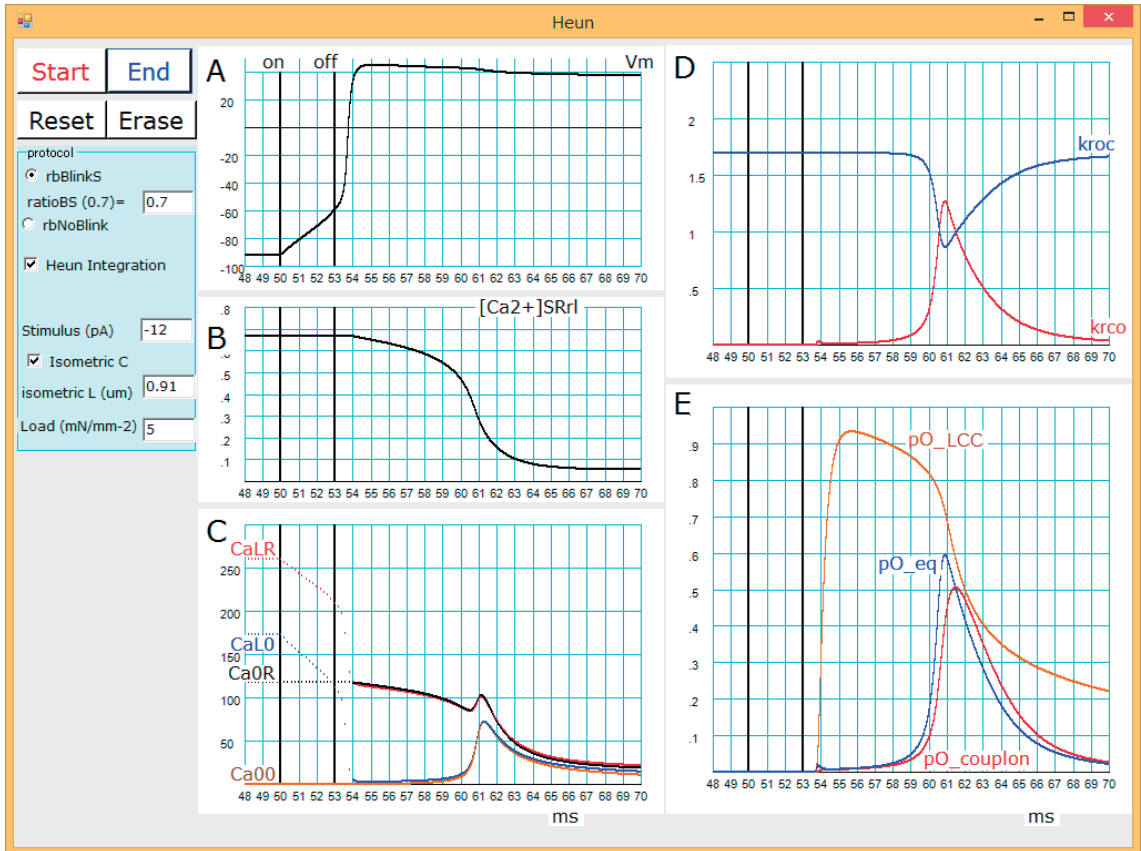 Heun
Start End
Reset Erase
protocol
rbBlinkS
ratioBS (0.7)= 0.7
rbNoBlink
Heun Integration
Stimulus (pA) -12
Isometric C
isometric L (um) 0.91
Load (mN/mm-2) 5
A on off Vm
20
-20
-40
-60
-80
-100
48 49 50 51 52 53 54 55 56 57 58 59 60 61 62 63 64 65 66 67 68 69 70
B [Ca2+]SRrl
.8
.5
.4
.3
.2
.1
48 49 50 51 52 53 54 55 56 57 58 59 60 61 62 63 64 65 66 67 68 69 70
C
CaLR
250
200
CaL0
150
Ca0R
100
50
Ca00
48 49 50 51 52 53 54 55 56 57 58 59 60 61 62 63 64 65 66 67 68 69 70
ms
D
2
kroc
1.5
1
.5
krco
48 49 50 51 52 53 54 55 56 57 58 59 60 61 62 63 64 65 66 67 68 69 70
E
.9
pO_LCC
.8
.7
.6
pO_eq
.5
.4
.3
.2
.1
pO_couplon
48 49 50 51 52 53 54 55 56 57 58 59 60 61 62 63 64 65 66 67 68 69 70
ms